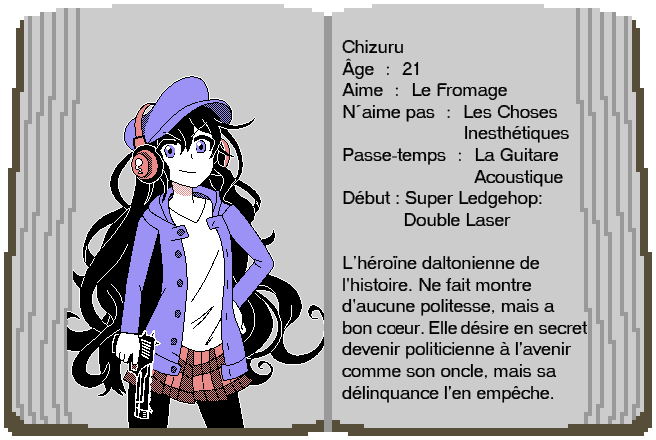 Chizuru
Âge : 21
Aime : Le Fromage
N´aime pas : Les Choses
Inesthétiques
Passe-temps : La Guitare
Acoustique
Début : Super Ledgehop:
Double Laser
L'héroïne daltonienne de
l'histoire. Ne fait montre
d'aucune politesse, mais a
bon cœur. Elle désire en secret
devenir politicienne à l'avenir
comme son oncle, mais sa
délinquance l'en empêche.